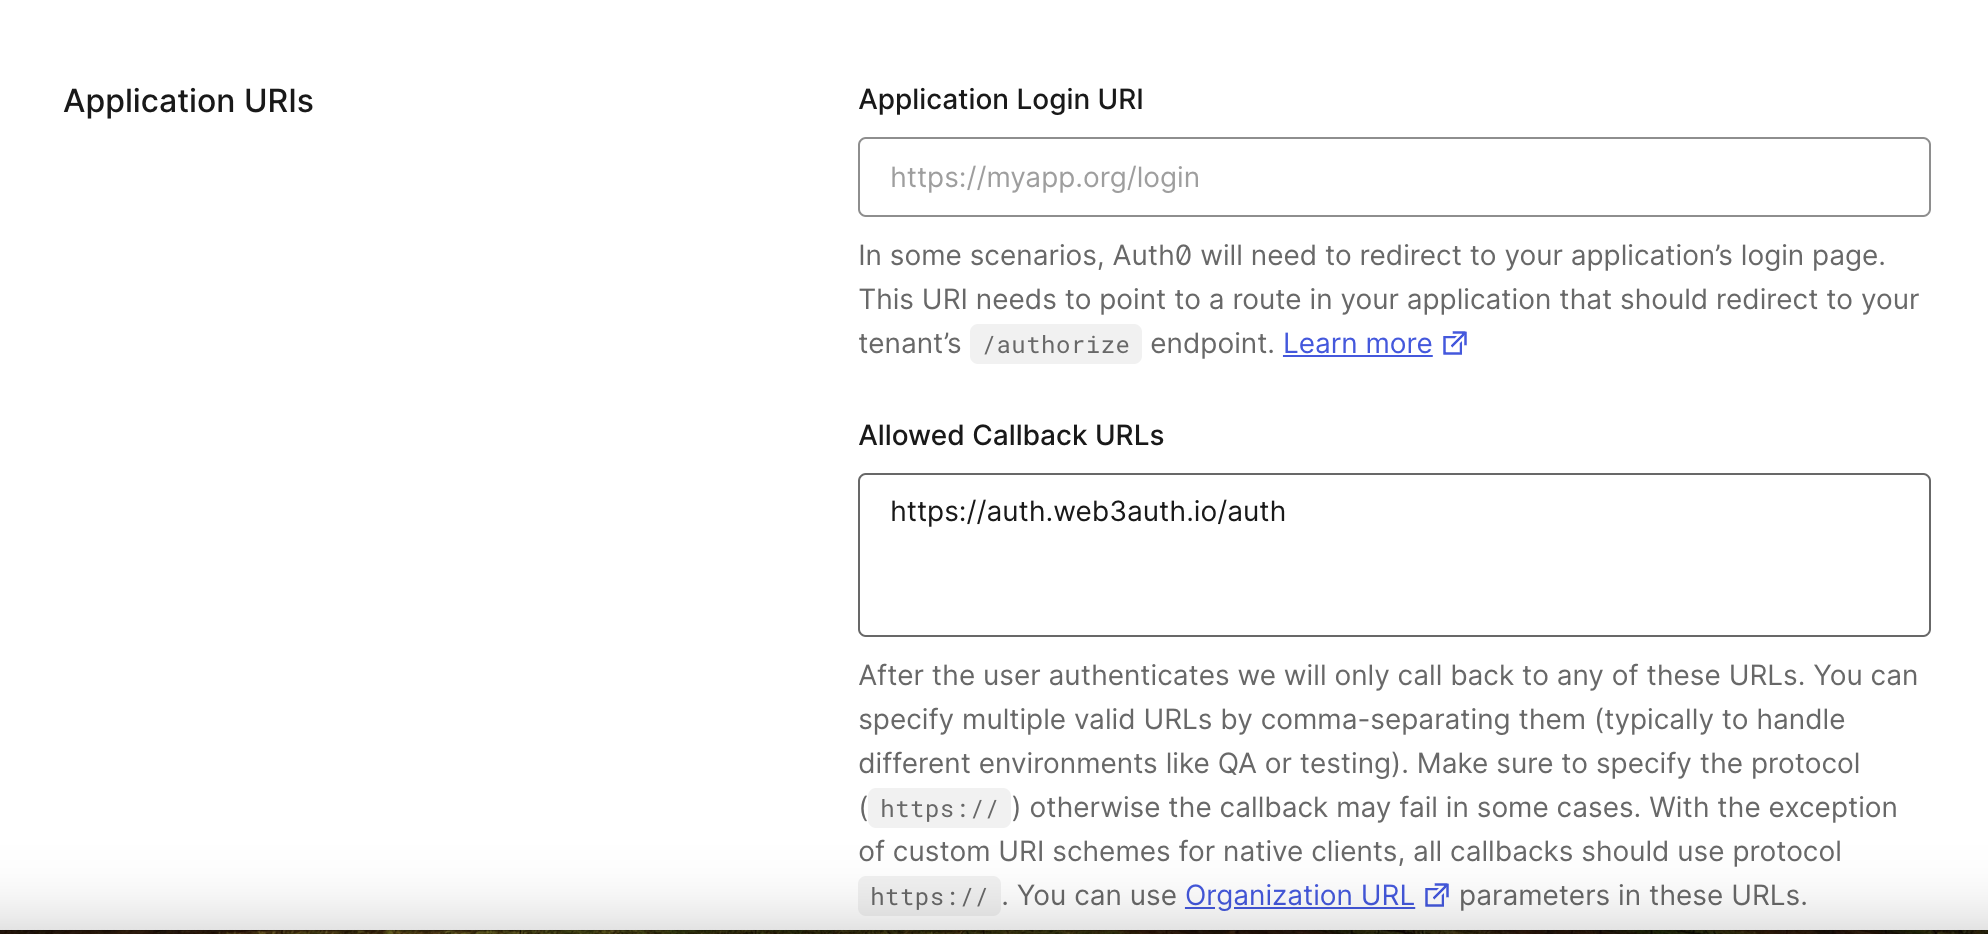 Application URIs
Application Login URI
https://myapp.org/login
In some scenarios, Auth0 will need to redirect to your application’s login page.
This URI needs to point to a route in your application that should redirect to your
tenant’s /authorize endpoint. Learn more
Allowed Callback URLs
https://auth.web3auth.io/auth
After the user authenticates we will only call back to any of these URLs. You can
specify multiple valid URLs by comma-separating them (typically to handle
different environments like QA or testing). Make sure to specify the protocol
(https://) otherwise the callback may fail in some cases. With the exception
of custom URI schemes for native clients, all callbacks should use protocol
https://. You can use Organization URL parameters in these URLs.